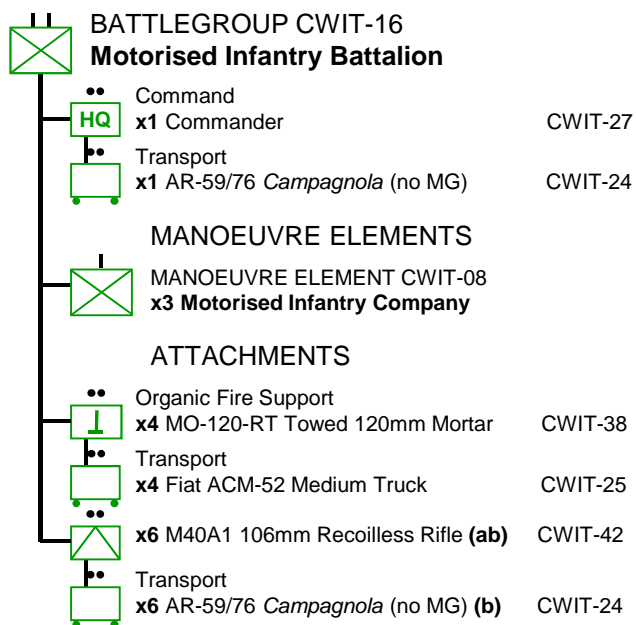 BATTLEGROUP CWIT-16
Motorised Infantry Battalion
Command
HQ x1 Commander CWIT-27
Transport
x1 AR-59/76 Campagnola (no MG) CWIT-24
MANOEUVRE ELEMENTS
MANOEUVRE ELEMENT CWIT-08
x3 Motorised Infantry Company
ATTACHMENTS
Organic Fire Support
x4 MO-120-RT Towed 120mm Mortar CWIT-38
Transport
x4 Fiat ACM-52 Medium Truck CWIT-25
x6 M40A1 106mm Recoilless Rifle (ab) CWIT-42
Transport
x6 AR-59/76 Campagnola (no MG) (b) CWIT-24